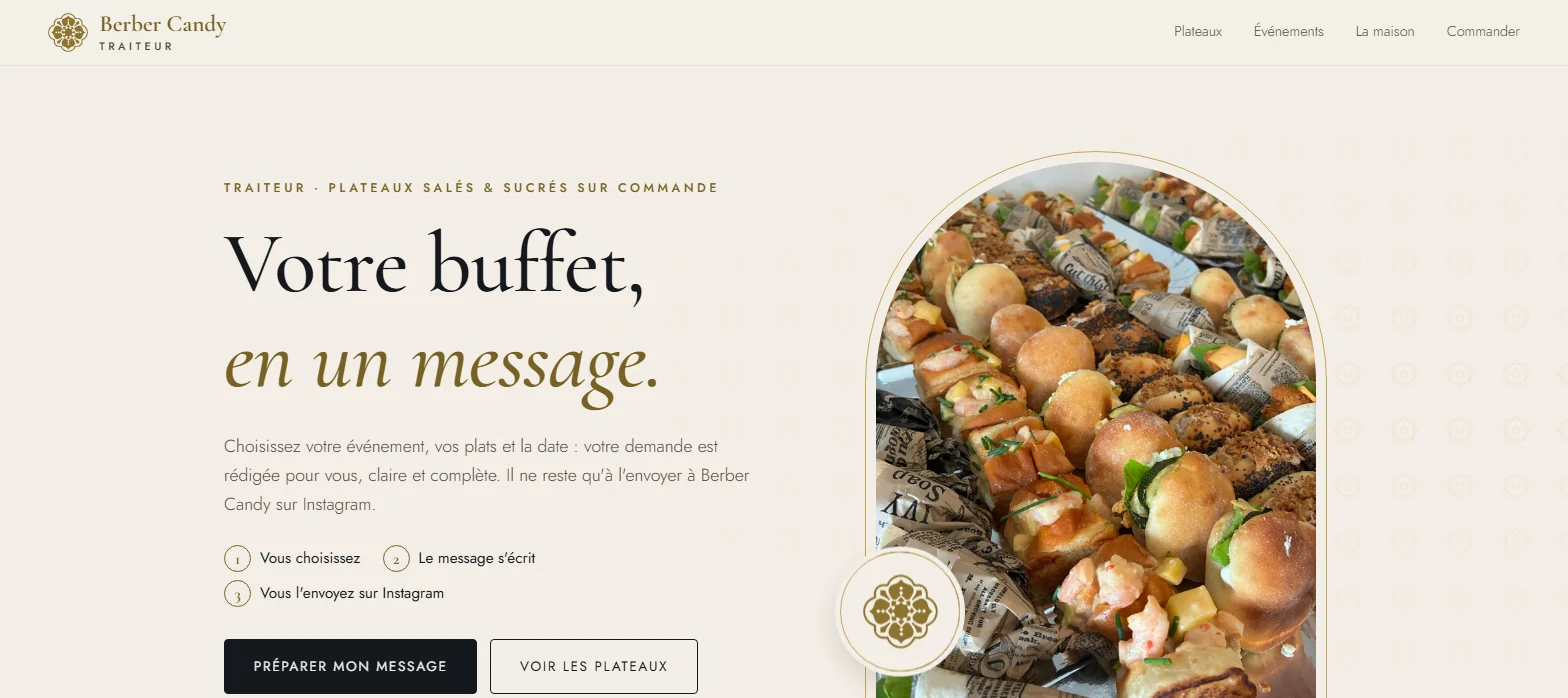 Berber Candy
TRAITEUR
Plateaux Événements La maison Commander
TRAITEUR · PLATEAUX SALÉS & SUCRÉS SUR COMMANDE
Votre buffet,
en un message.
Choisissez votre événement, vos plats et la date : votre demande est
rédigée pour vous, claire et complète. Il ne reste qu'à l'envoyer à Berber
Candy sur Instagram.
1 Vous choisissez 2 Le message s'écrit
3 Vous l'envoyez sur Instagram
PRÉPARER MON MESSAGE VOIR LES PLATEAUX
Eat this
Soap